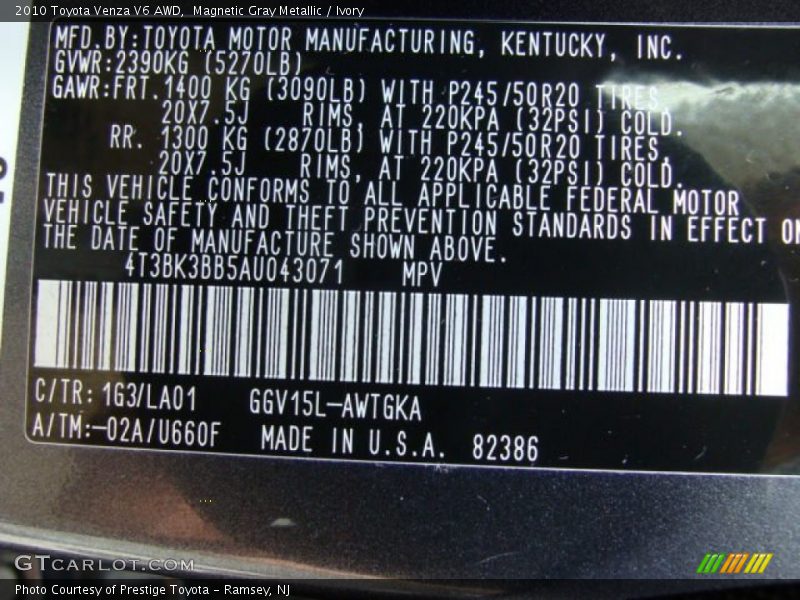 2010 Toyota Venza V6 AWD,  Magnetic Gray Metallic / Ivory
MFD.BY:TOYOTA MOTOR MANUFACTURING, KENTUCKY, INC.
GVWR:2390KG (5270LB)
GAWR:FRT.1400 KG (3090LB) WITH P245/50R20 TIRES,
20X7.5J RIMS, AT 220KPA (32PSI) COLD.
RR. 1300 KG (2870LB) WITH P245/50R20 TIRES,
20X7.5J RIMS, AT 220KPA (32PSI) COLD.
THIS VEHICLE CONFORMS TO ALL APPLICABLE FEDERAL MOTOR
VEHICLE SAFETY AND THEFT PREVENTION STANDARDS IN EFFECT ON
THE DATE OF MANUFACTURE SHOWN ABOVE.
4T3BK3BB5AU043071 MPV
C/TR: 1G3/LA01 GGV15L-AWTGKA
A/TM:-02A/U660F MADE IN U.S.A. 82386
GTCARLOT.COM
Photo Courtesy of Prestige Toyota - Ramsey, NJ